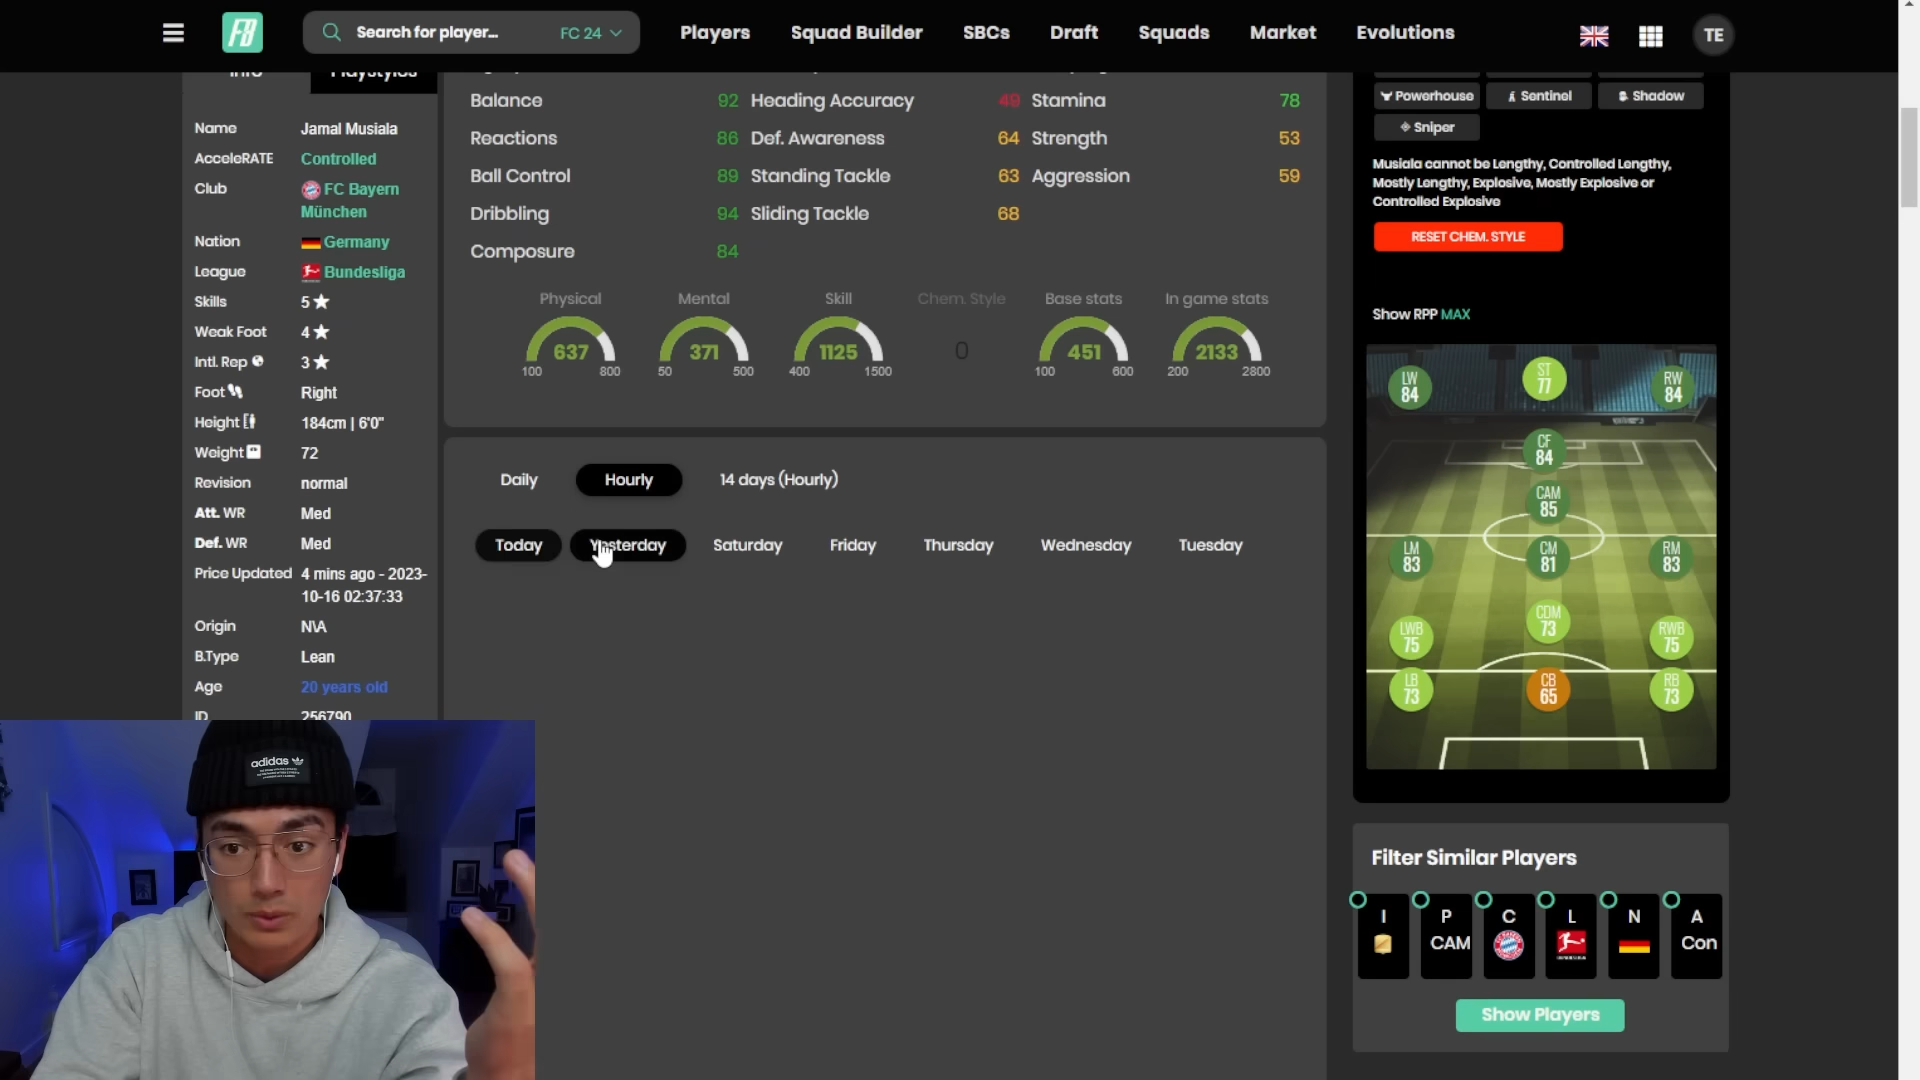 F8
Search for player...
FC 24
Players
Squad Builder
SBCs
Draft
Squads
Market
Evolutions
TE
Info
Playstyles
Name Jamal Musiala
AcceleRATE Controlled
Club FC Bayern
München
Nation Germany
League Bundesliga
Skills 5
Weak Foot 4
Intl. Rep 3
Foot Right
Height 184cm | 6'0"
Weight 72
Revision normal
Att. WR Med
Def. WR Med
Price Updated 4 mins ago - 2023-
10-16 02:37:33
Origin N\A
B.Type Lean
Age 20 years old
ID 256790
Balance 92 Heading Accuracy 49 Stamina 78
Reactions 86 Def. Awareness 64 Strength 53
Ball Control 89 Standing Tackle 63 Aggression 59
Dribbling 94 Sliding Tackle 68
Composure 84
Physical Mental Skill Chem. Style Base stats In game stats
637 371 1125 0 451 2133
100 800 50 500 400 1500 100 600 200 2800
Daily Hourly 14 days (Hourly)
Today Yesterday Saturday Friday Thursday Wednesday Tuesday
Powerhouse Sentinel Shadow
Sniper
Musiala cannot be Lengthy, Controlled Lengthy,
Mostly Lengthy, Explosive, Mostly Explosive or
Controlled Explosive
RESET CHEM. STYLE
Show RPP MAX
LW ST RW
84 77 84
CF
84
CAM
85
LM CM RM
83 81 83
CDM
73
LWB RWB
75 75
LB CB RB
73 65 73
Filter Similar Players
I P C L N A
CAM Con
Show Players
adidas